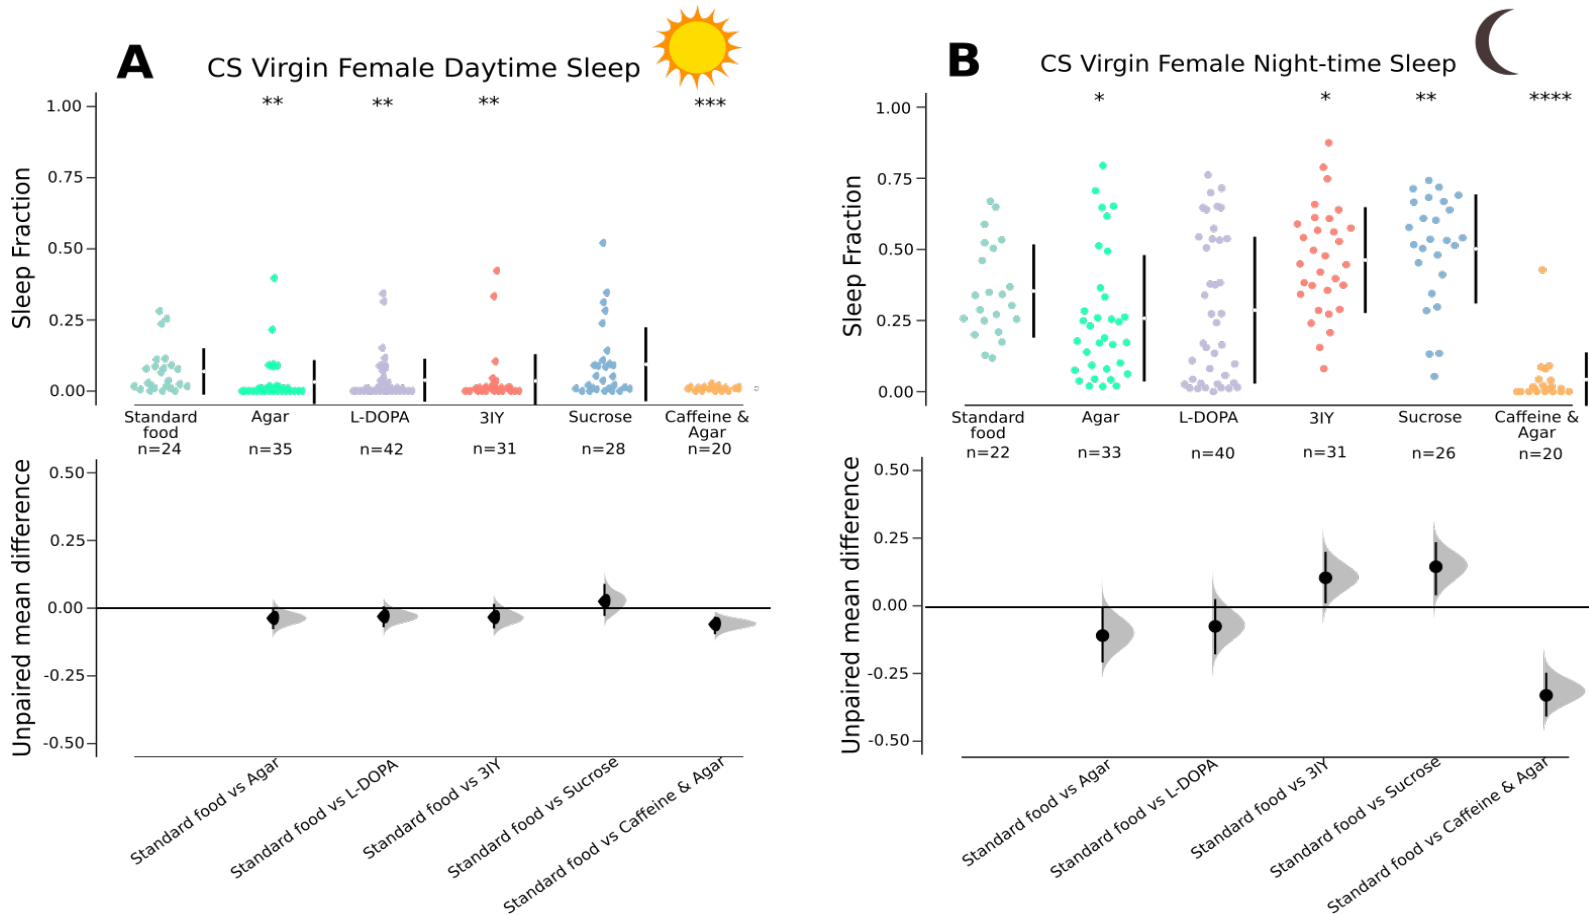 A
CS Virgin Female Daytime Sleep
** ** ** ***
Sleep Fraction
1.00
0.75
0.50
0.25
0.00
Standard food Agar L-DOPA 3IY Sucrose Caffeine & Agar
n=24 n=35 n=42 n=31 n=28 n=20
Unpaired mean difference
0.50
0.25
0.00
-0.25
-0.50
Standard food vs Agar
Standard food vs L-DOPA
Standard food vs 3IY
Standard food vs Sucrose
Standard food vs Caffeine & Agar
B
CS Virgin Female Night-time Sleep
* * ** ****
Sleep Fraction
1.00
0.75
0.50
0.25
0.00
Standard food Agar L-DOPA 3IY Sucrose Caffeine & Agar
n=22 n=33 n=40 n=31 n=26 n=20
Unpaired mean difference
0.50
0.25
0.00
-0.25
-0.50
Standard food vs Agar
Standard food vs L-DOPA
Standard food vs 3IY
Standard food vs Sucrose
Standard food vs Caffeine & Agar